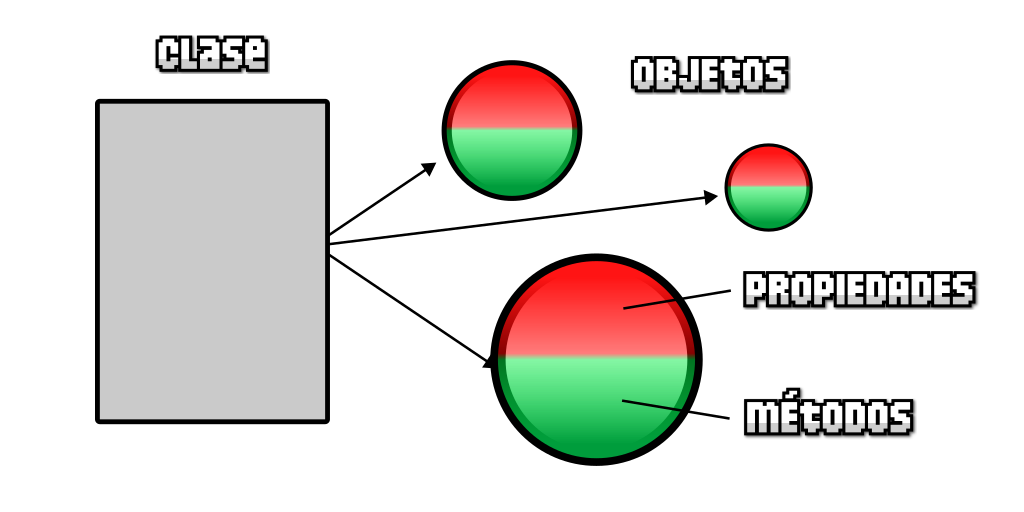 CLASE
OBJETOS
PROPIEDADES
MÉTODOS